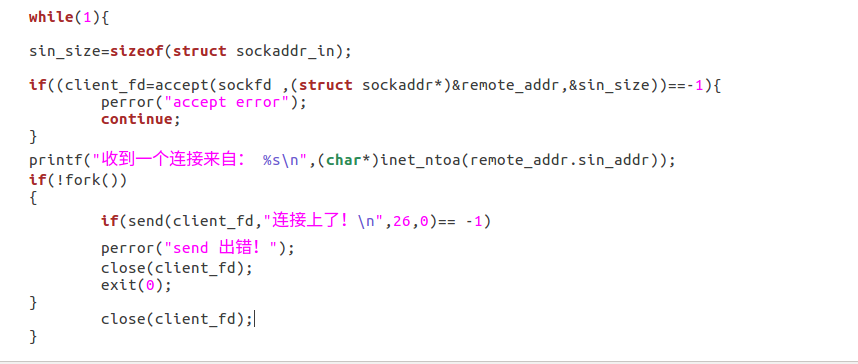 while(1){
sin_size=sizeof(struct sockaddr_in);
if((client_fd=accept(sockfd ,(struct sockaddr*)&remote_addr,&sin_size))==-1){
perror("accept error");
continue;
}
printf("收到一个连接来自： %s\n",(char*)inet_ntoa(remote_addr.sin_addr));
if(!fork())
{
if(send(client_fd,"连接上了！\n",26,0)== -1)
perror("send 出错！");
close(client_fd);
exit(0);
}
close(client_fd);
}